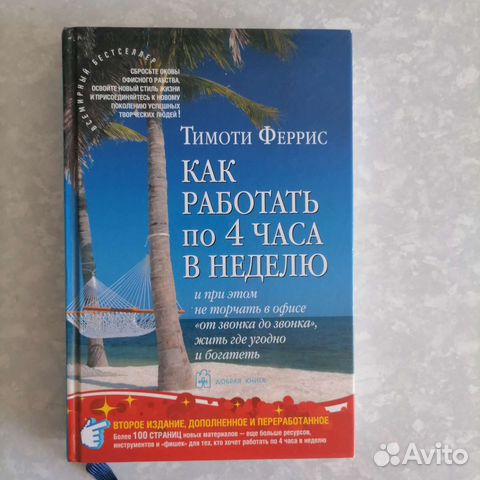 ВСЕМИРНЫЙ БЕСТСЕЛЛЕР
СБРОСЬТЕ ОКОВЫ
ОФИСНОГО РАБСТВА,
ОСВОЙТЕ НОВЫЙ СТИЛЬ ЖИЗНИ
И ПРИСОЕДИНЯЙТЕСЬ К НОВОМУ
ПОКОЛЕНИЮ УСПЕШНЫХ
ТВОРЧЕСКИХ ЛЮДЕЙ!
ТИМОТИ ФЕРРИС
КАК
РАБОТАТЬ
ПО 4 ЧАСА
В НЕДЕЛЮ
и при этом
не торчать в офисе
«от звонка до звонка»,
жить где угодно
и богатеть
ДОБРАЯ КНИГА
ВТОРОЕ ИЗДАНИЕ, ДОПОЛНЕННОЕ И ПЕРЕРАБОТАННОЕ
Более 100 СТРАНИЦ новых материалов — еще больше ресурсов,
инструментов и «фишек» для тех, кто хочет работать по 4 часа в неделю
Avito